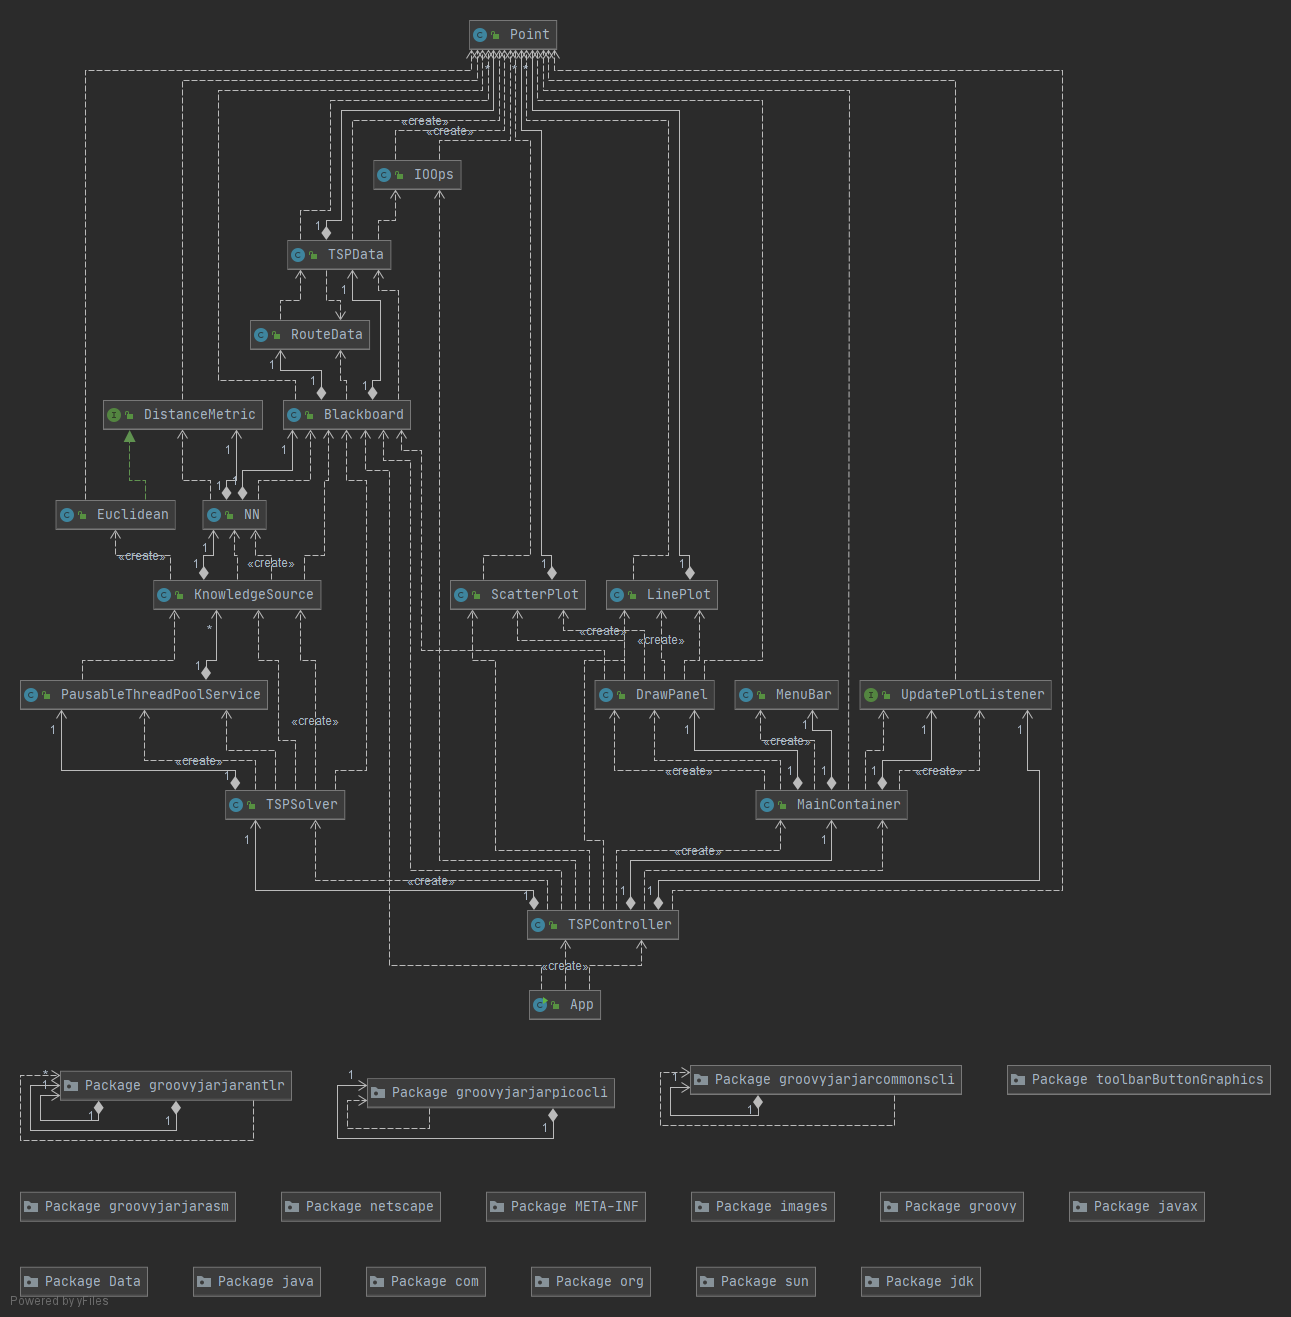 Point
*
*
*
«create»
«create»
IOOps
1
TSPData
1
RouteData
1
1
1
DistanceMetric
Blackboard
1
1
1
1
Euclidean
NN
1
«create»
«create»
1
1
1
KnowledgeSource
ScatterPlot
LinePlot
*
«create»
«create»
1
PausableThreadPoolService
DrawPanel
MenuBar
UpdatePlotListener
«create»
1
1
1
1
1
«create»
«create»
«create»
«create»
1
1
1
1
TSPSolver
MainContainer
1
1
«create»
«create»
1
1
1
TSPController
«create»
App
*
1
1
1
Package groovyjarjarantlr
Package groovyjarjarpicocli
Package groovyjarjarcommonscli
Package toolbarButtonGraphics
1
1
1
1
Package groovyjarjarasm
Package netscape
Package META-INF
Package images
Package groovy
Package javax
Package Data
Package java
Package com
Package org
Package sun
Package jdk
Powered by yFiles